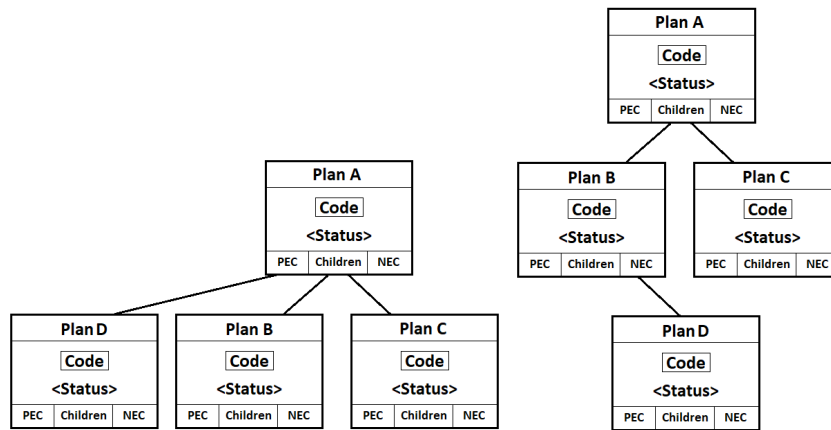 Plan A
Code
<Status>
PEC Children NEC
Plan D
Code
<Status>
PEC Children NEC
Plan B
Code
<Status>
PEC Children NEC
Plan C
Code
<Status>
PEC Children NEC
Plan A
Code
<Status>
PEC Children NEC
Plan B
Code
<Status>
PEC Children NEC
Plan C
Code
<Status>
PEC Children NEC
Plan D
Code
<Status>
PEC Children NEC